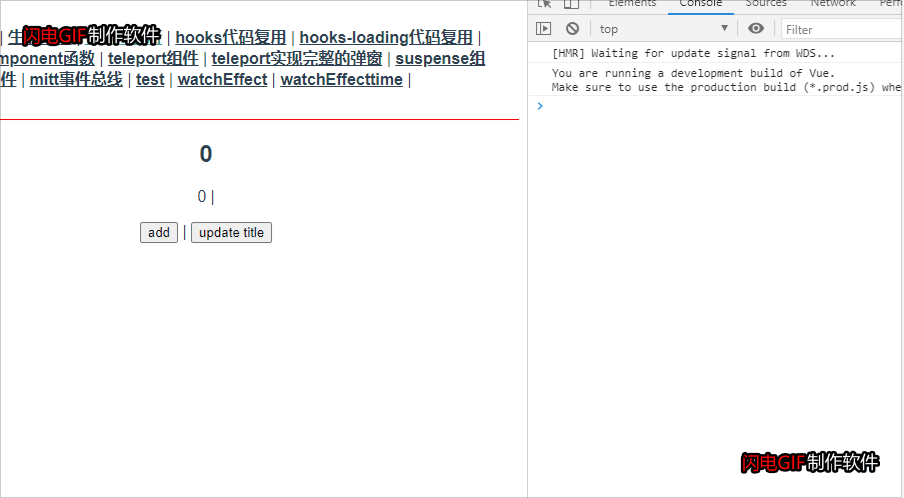 | 生
闪电GIF制作软件
| hooks代码复用 | hooks-loading代码复用 |
mponent函数 | teleport组件 | teleport实现完整的弹窗 | suspense组
件 | mitt事件总线 | test | watchEffect | watchEffecttime |
0
0 |
add | update title
Elements Console Sources Network Perf
top Filter
[HMR] Waiting for update signal from WDS...
You are running a development build of Vue.
Make sure to use the production build (*.prod.js) whe
闪电GIF制作软件